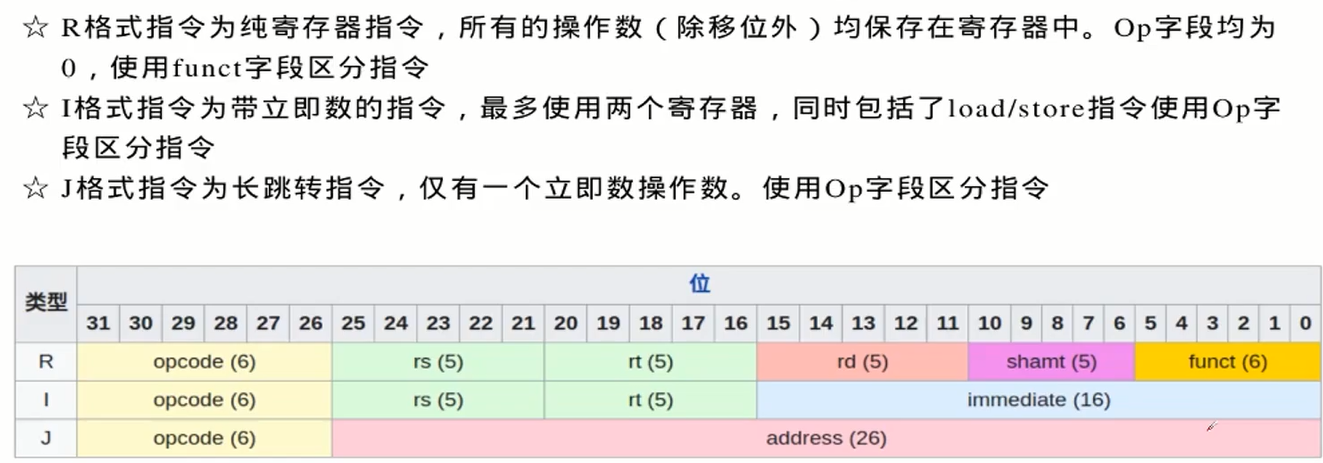 ☆ R格式指令为纯寄存器指令，所有的操作数（除移位外）均保存在寄存器中。Op字段均为
0，使用funct字段区分指令
☆ I格式指令为带立即数的指令，最多使用两个寄存器，同时包括了load/store指令使用Op字
段区分指令
☆ J格式指令为长跳转指令，仅有一个立即数操作数。使用Op字段区分指令
类型 位
31 30 29 28 27 26 25 24 23 22 21 20 19 18 17 16 15 14 13 12 11 10 9 8 7 6 5 4 3 2 1 0
R opcode (6) rs (5) rt (5) rd (5) shamt (5) funct (6)
I opcode (6) rs (5) rt (5) immediate (16)
J opcode (6) address (26)